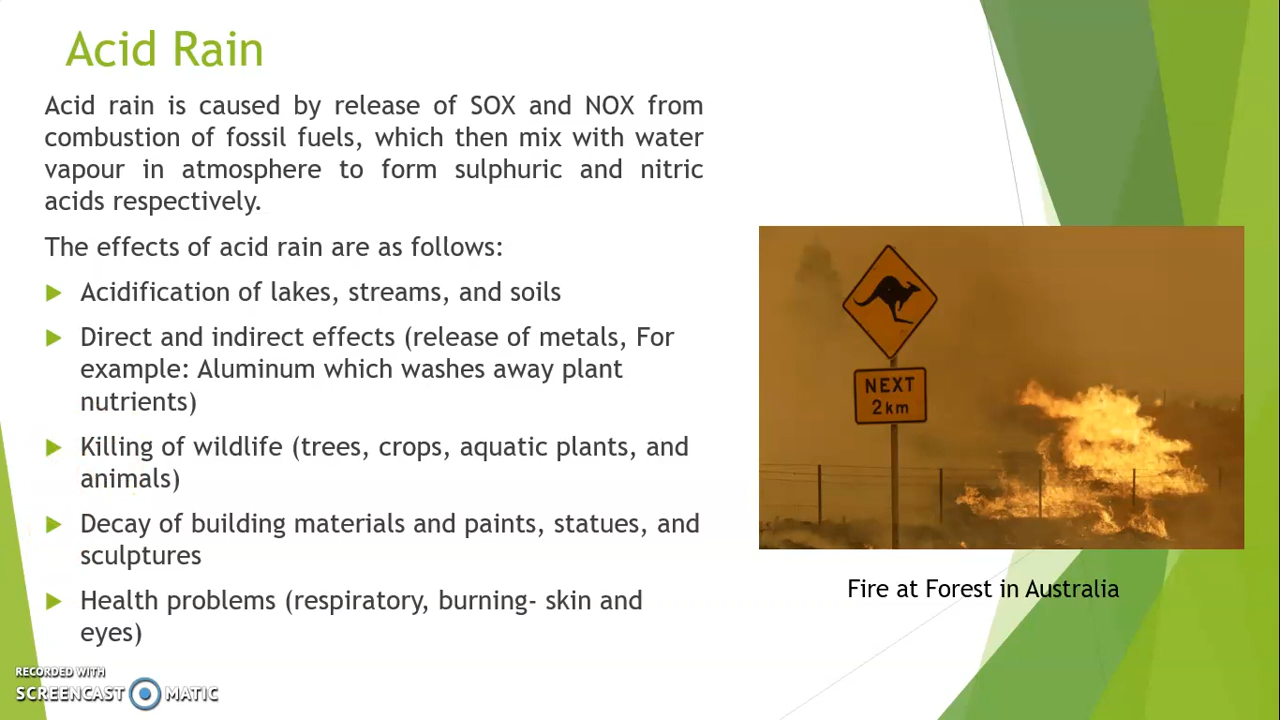 Acid Rain
Acid rain is caused by release of SOX and NOX from
combustion of fossil fuels, which then mix with water
vapour in atmosphere to form sulphuric and nitric
acids respectively.
The effects of acid rain are as follows:
Acidification of lakes, streams, and soils
Direct and indirect effects (release of metals, For
example: Aluminum which washes away plant
nutrients)
Killing of wildlife (trees, crops, aquatic plants, and
animals)
Decay of building materials and paints, statues, and
sculptures
Health problems (respiratory, burning- skin and
eyes)
NEXT
2km
Fire at Forest in Australia
RECORDED WITH
SCREENCAST MATIC